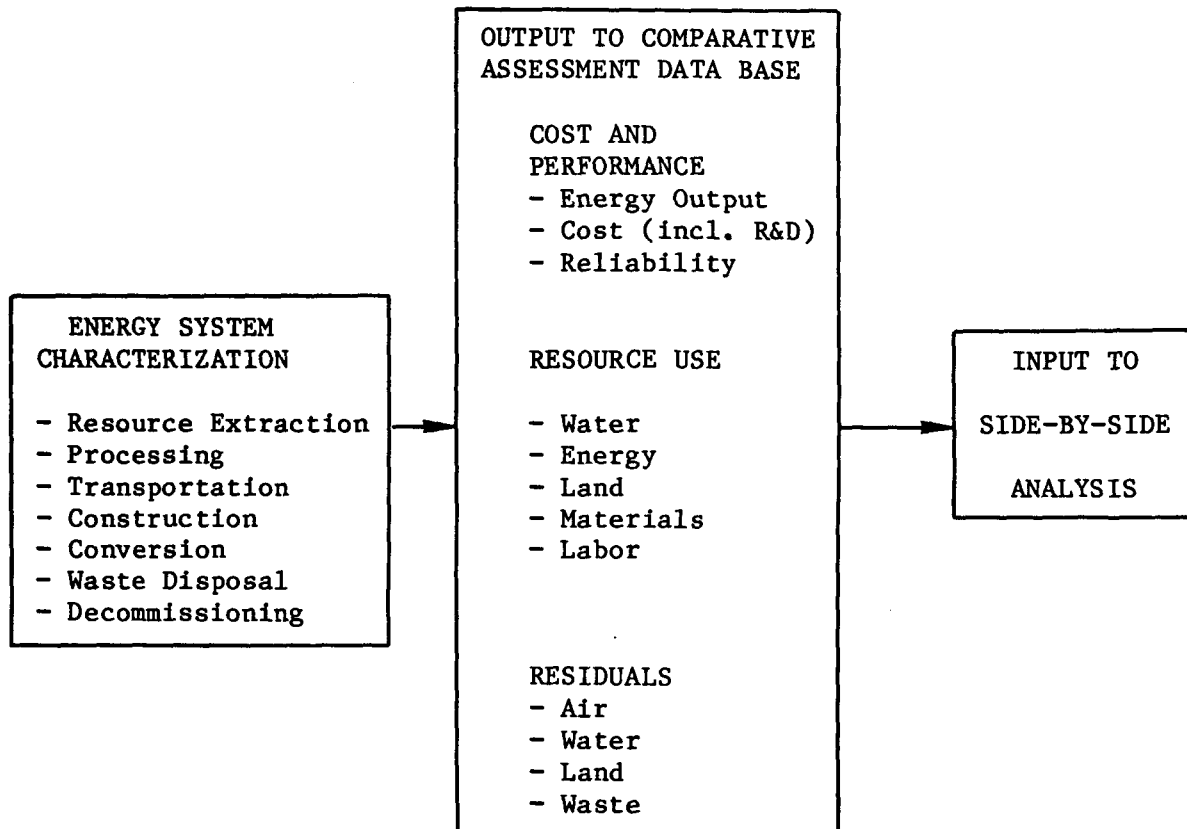 ENERGY SYSTEM
CHARACTERIZATION
- Resource Extraction
- Processing
- Transportation
- Construction
- Conversion
- Waste Disposal
- Decommissioning
OUTPUT TO COMPARATIVE
ASSESSMENT DATA BASE
COST AND
PERFORMANCE
- Energy Output
- Cost (incl. R&D)
- Reliability
RESOURCE USE
- Water
- Energy
- Land
- Materials
- Labor
RESIDUALS
- Air
- Water
- Land
- Waste
INPUT TO
SIDE-BY-SIDE
ANALYSIS